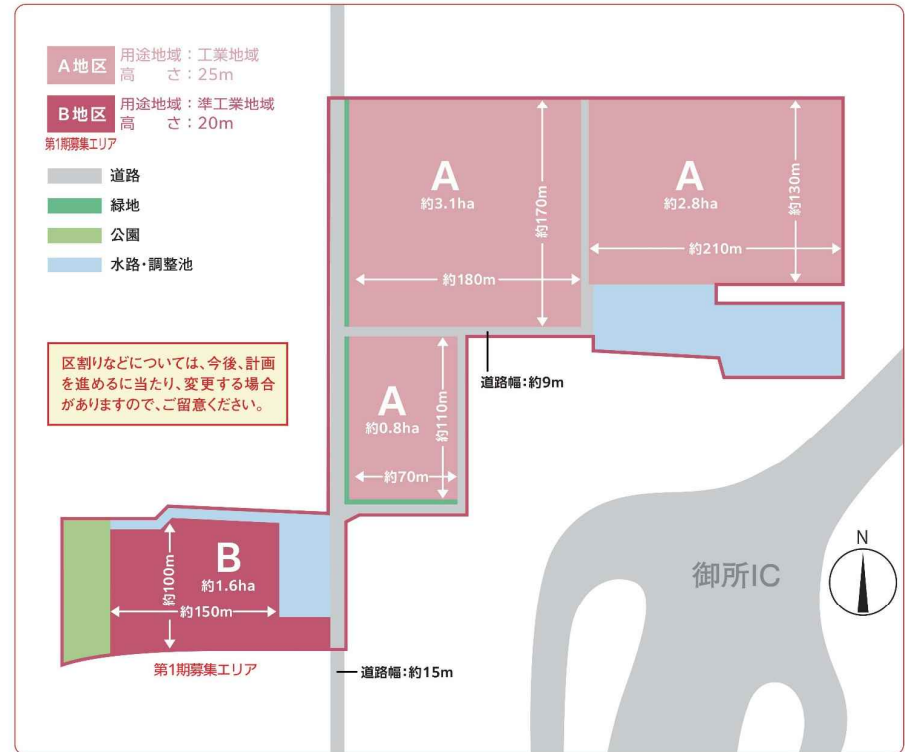 A地区
用途地域：工業地域
高　さ：25m
B地区
用途地域：準工業地域
高　さ：20m
第1期募集エリア
道路
緑地
公園
水路・調整池
区割りなどについては、今後、計画
を進めるに当たり、変更する場合
がありますので、ご留意ください。
A
約3.1ha
約170m
約180m
A
約2.8ha
約130m
約210m
道路幅：約9m
A
約0.8ha
約110m
約70m
B
約1.6ha
約100m
約150m
第1期募集エリア
道路幅：約15m
御所IC
N